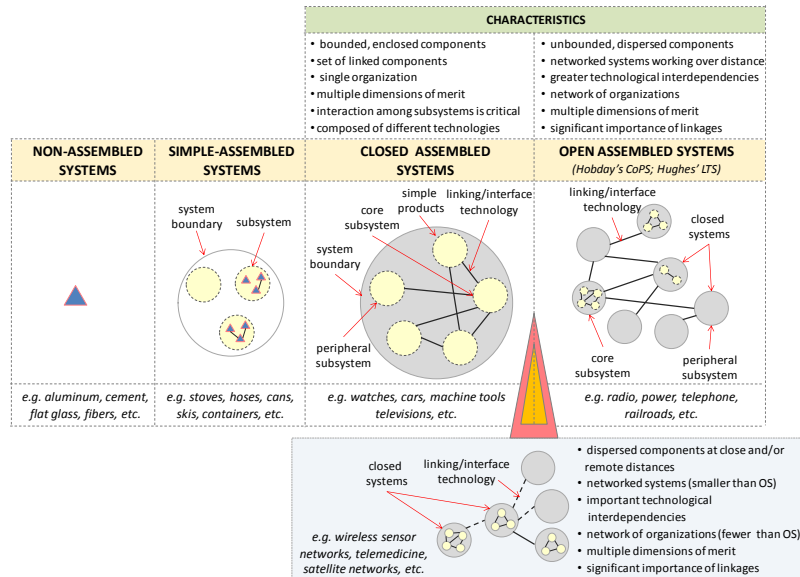 CHARACTERISTICS
• bounded, enclosed components
• set of linked components
• single organization
• multiple dimensions of merit
• interaction among subsystems is critical
• composed of different technologies
• unbounded, dispersed components
• networked systems working over distance
• greater technological interdependencies
• network of organizations
• multiple dimensions of merit
• significant importance of linkages
NON-ASSEMBLED
SYSTEMS
SIMPLE-ASSEMBLED
SYSTEMS
CLOSED ASSEMBLED
SYSTEMS
OPEN ASSEMBLED SYSTEMS
(Hobday's CoPS; Hughes' LTS)
system
boundary
subsystem
simple
products
linking/interface
technology
core
subsystem
system
boundary
peripheral
subsystem
linking/interface
technology
closed
systems
core
subsystem
peripheral
subsystem
e.g. aluminum, cement,
flat glass, fibers, etc.
e.g. stoves, hoses, cans,
skis, containers, etc.
e.g. watches, cars, machine tools
televisions, etc.
e.g. radio, power, telephone,
railroads, etc.
closed
systems
linking/interface
technology
e.g. wireless sensor
networks, telemedicine,
satellite networks, etc.
• dispersed components at close and/or
remote distances
• networked systems (smaller than OS)
• important technological
interdependencies
• network of organizations (fewer than OS)
• multiple dimensions of merit
• significant importance of linkages